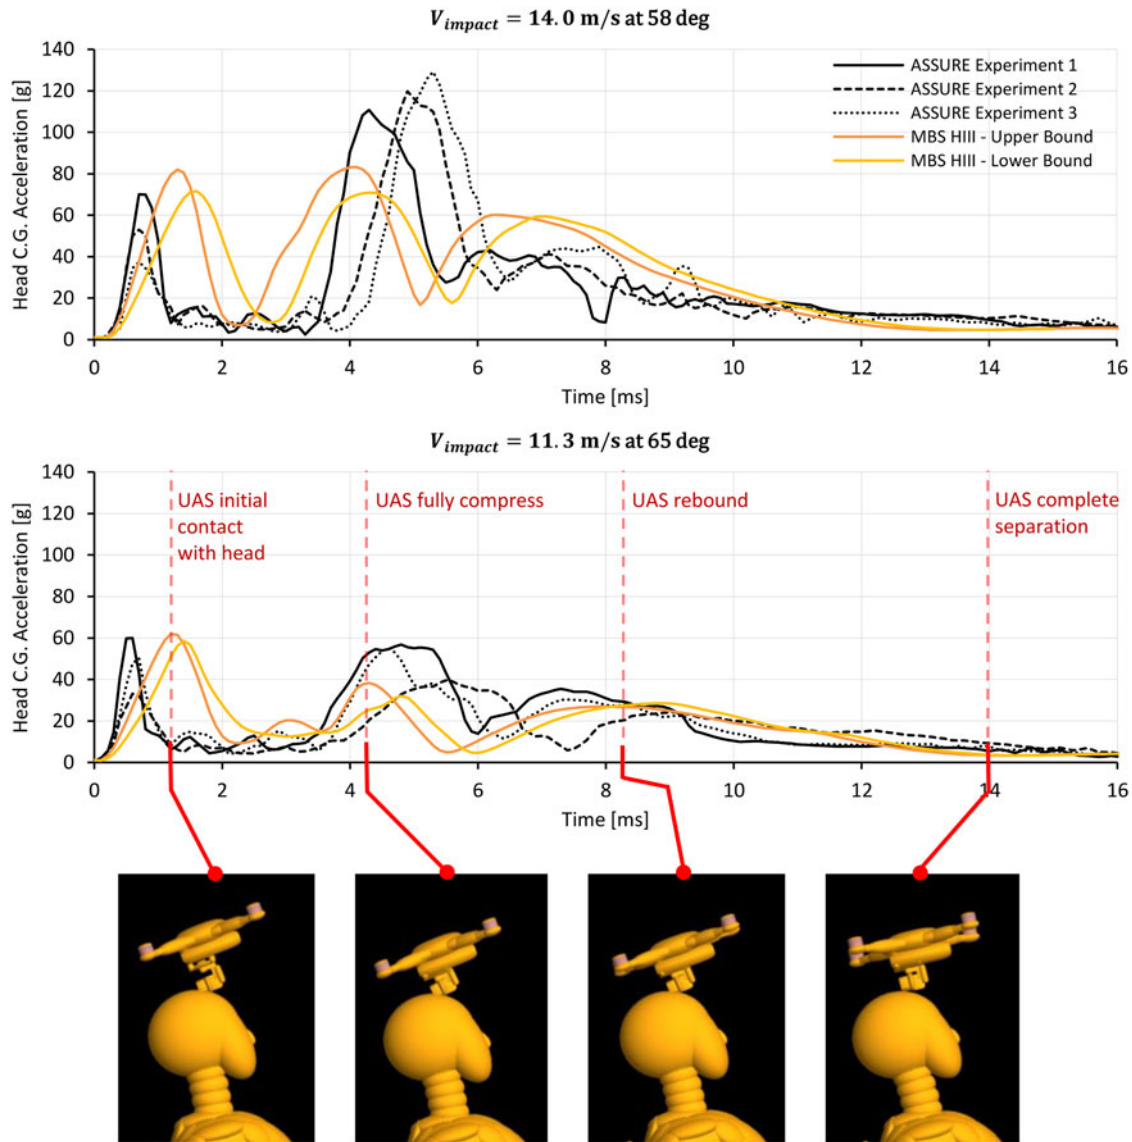 V_impact = 14.0 m/s at 58 deg
140
120
100
80
60
40
20
0
Head C.G. Acceleration [g]
ASSURE Experiment 1
ASSURE Experiment 2
ASSURE Experiment 3
MBS HIII - Upper Bound
MBS HIII - Lower Bound
0 2 4 6 8 10 12 14 16
Time [ms]
V_impact = 11.3 m/s at 65 deg
140
120
100
80
60
40
20
0
Head C.G. Acceleration [g]
UAS initial
contact
with head
UAS fully compress
UAS rebound
UAS complete
separation
0 2 4 6 8 10 12 14 16
Time [ms]